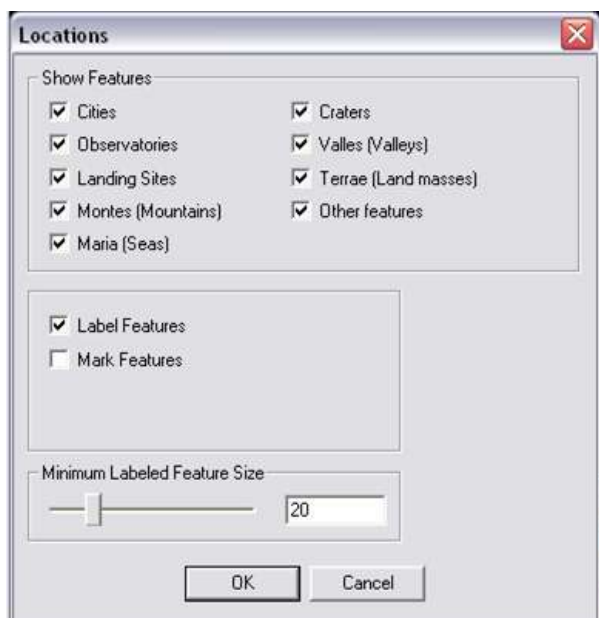 Locations
Show Features
Cities
Craters
Observatories
Valles (Valleys)
Landing Sites
Terrae (Land masses)
Montes (Mountains)
Other features
Maria (Seas)
Label Features
Mark Features
Minimum Labeled Feature Size
20
OK
Cancel